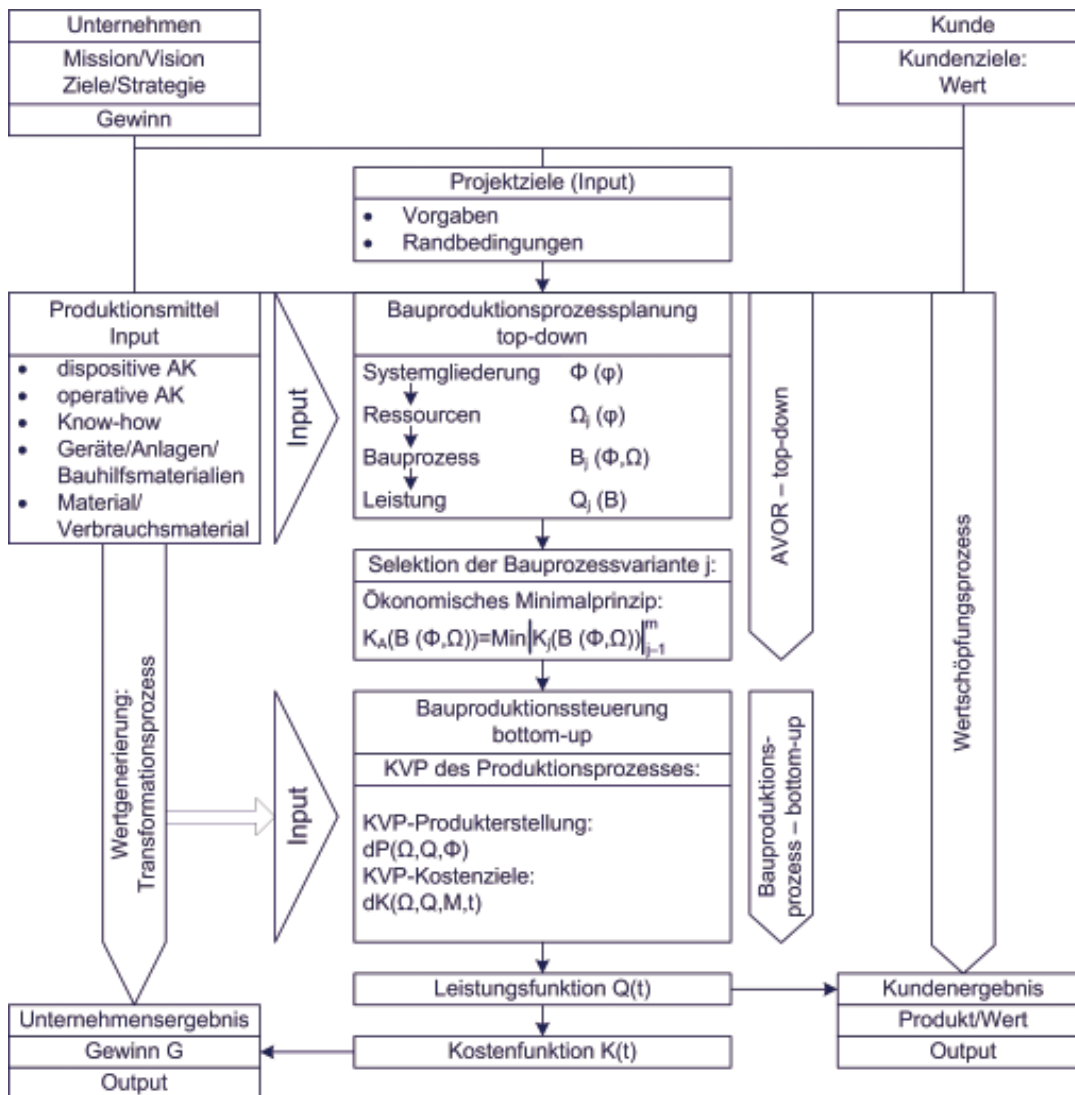 Unternehmen
Mission/Vision
Ziele/Strategie
Gewinn
Kunde
Kundenziele:
Wert
Projektziele (Input)
• Vorgaben
• Randbedingungen
Produktionsmittel
Input
• dispositive AK
• operative AK
• Know-how
• Geräte/Anlagen/
Bauhilfsmaterialien
• Material/
Verbrauchsmaterial
Input
Bauproduktionsprozessplanung
top-down
Systemgliederung Φ (φ)
Ressourcen Ωj (φ)
Bauprozess Bj (Φ,Ω)
Leistung Qj (B)
AVOR – top-down
Wertschöpfungsprozess
Selektion der Bauprozessvariante j:
Ökonomisches Minimalprinzip:
KA(B (Φ,Ω))=Min|Kj(B (Φ,Ω))|m j–1
Wertgenerierung:
Transformationsprozess
Input
Bauproduktionssteuerung
bottom-up
KVP des Produktionsprozesses:
KVP-Produkterstellung:
dP(Ω,Q,Φ)
KVP-Kostenziele:
dK(Ω,Q,M,t)
Bauproduktions-
prozess – bottom-up
Leistungsfunktion Q(t)
Kostenfunktion K(t)
Unternehmensergebnis
Gewinn G
Output
Kundenergebnis
Produkt/Wert
Output